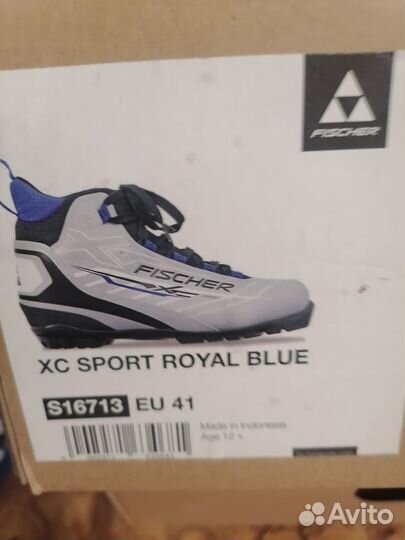 FISCHER
FISCHER
XC SPORT ROYAL BLUE
S16713 EU 41
Made in Indonesia
Age 12 +
Avito